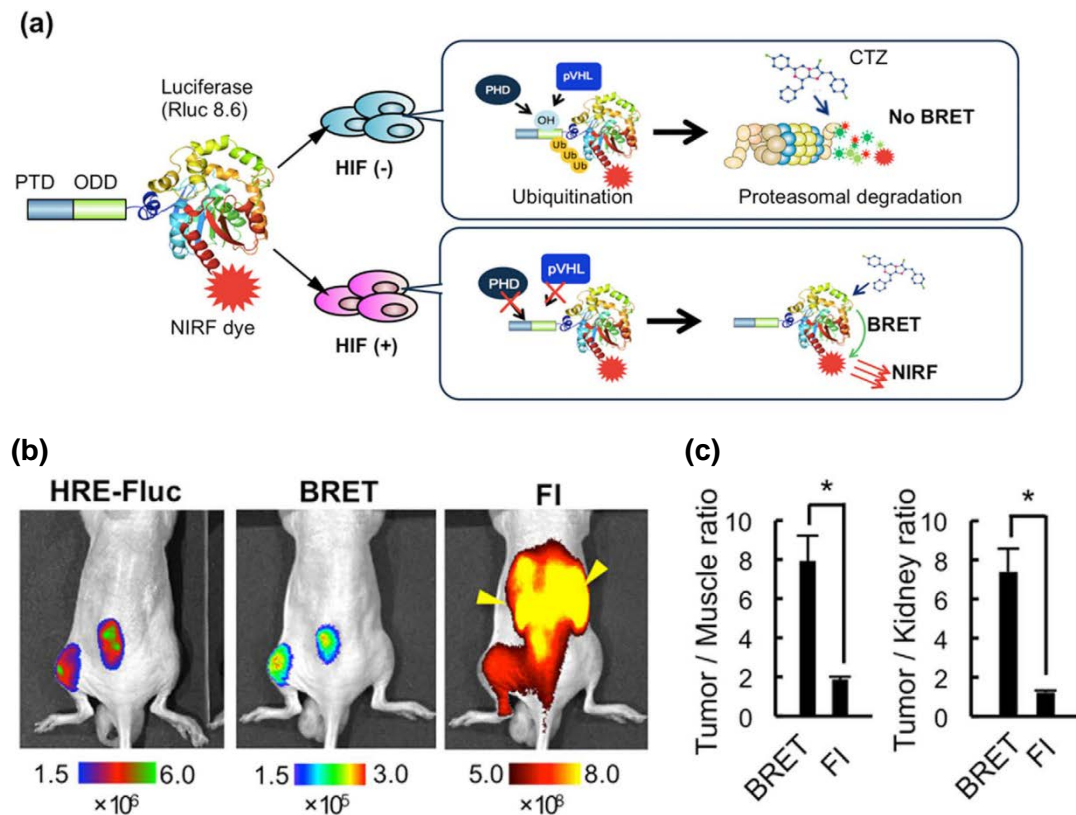 (a)
Luciferase
(Rluc 8.6)
PTD ODD
NIRF dye
HIF (-)
HIF (+)
PHD
pVHL
OH
Ub
Ub
Ub
Ubiquitination
CTZ
No BRET
Proteasomal degradation
PHD
pVHL
BRET
NIRF
(b)
HRE-Fluc BRET FI
1.5 6.0
×10⁶
1.5 3.0
×10⁵
5.0 8.0
×10⁸
(c)
*
Tumor / Muscle ratio
10
8
6
4
2
0
BRET
FI
*
Tumor / Kidney ratio
10
8
6
4
2
0
BRET
FI